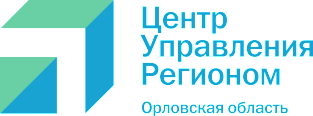 Центр
Управления
Регионом
Орловская область